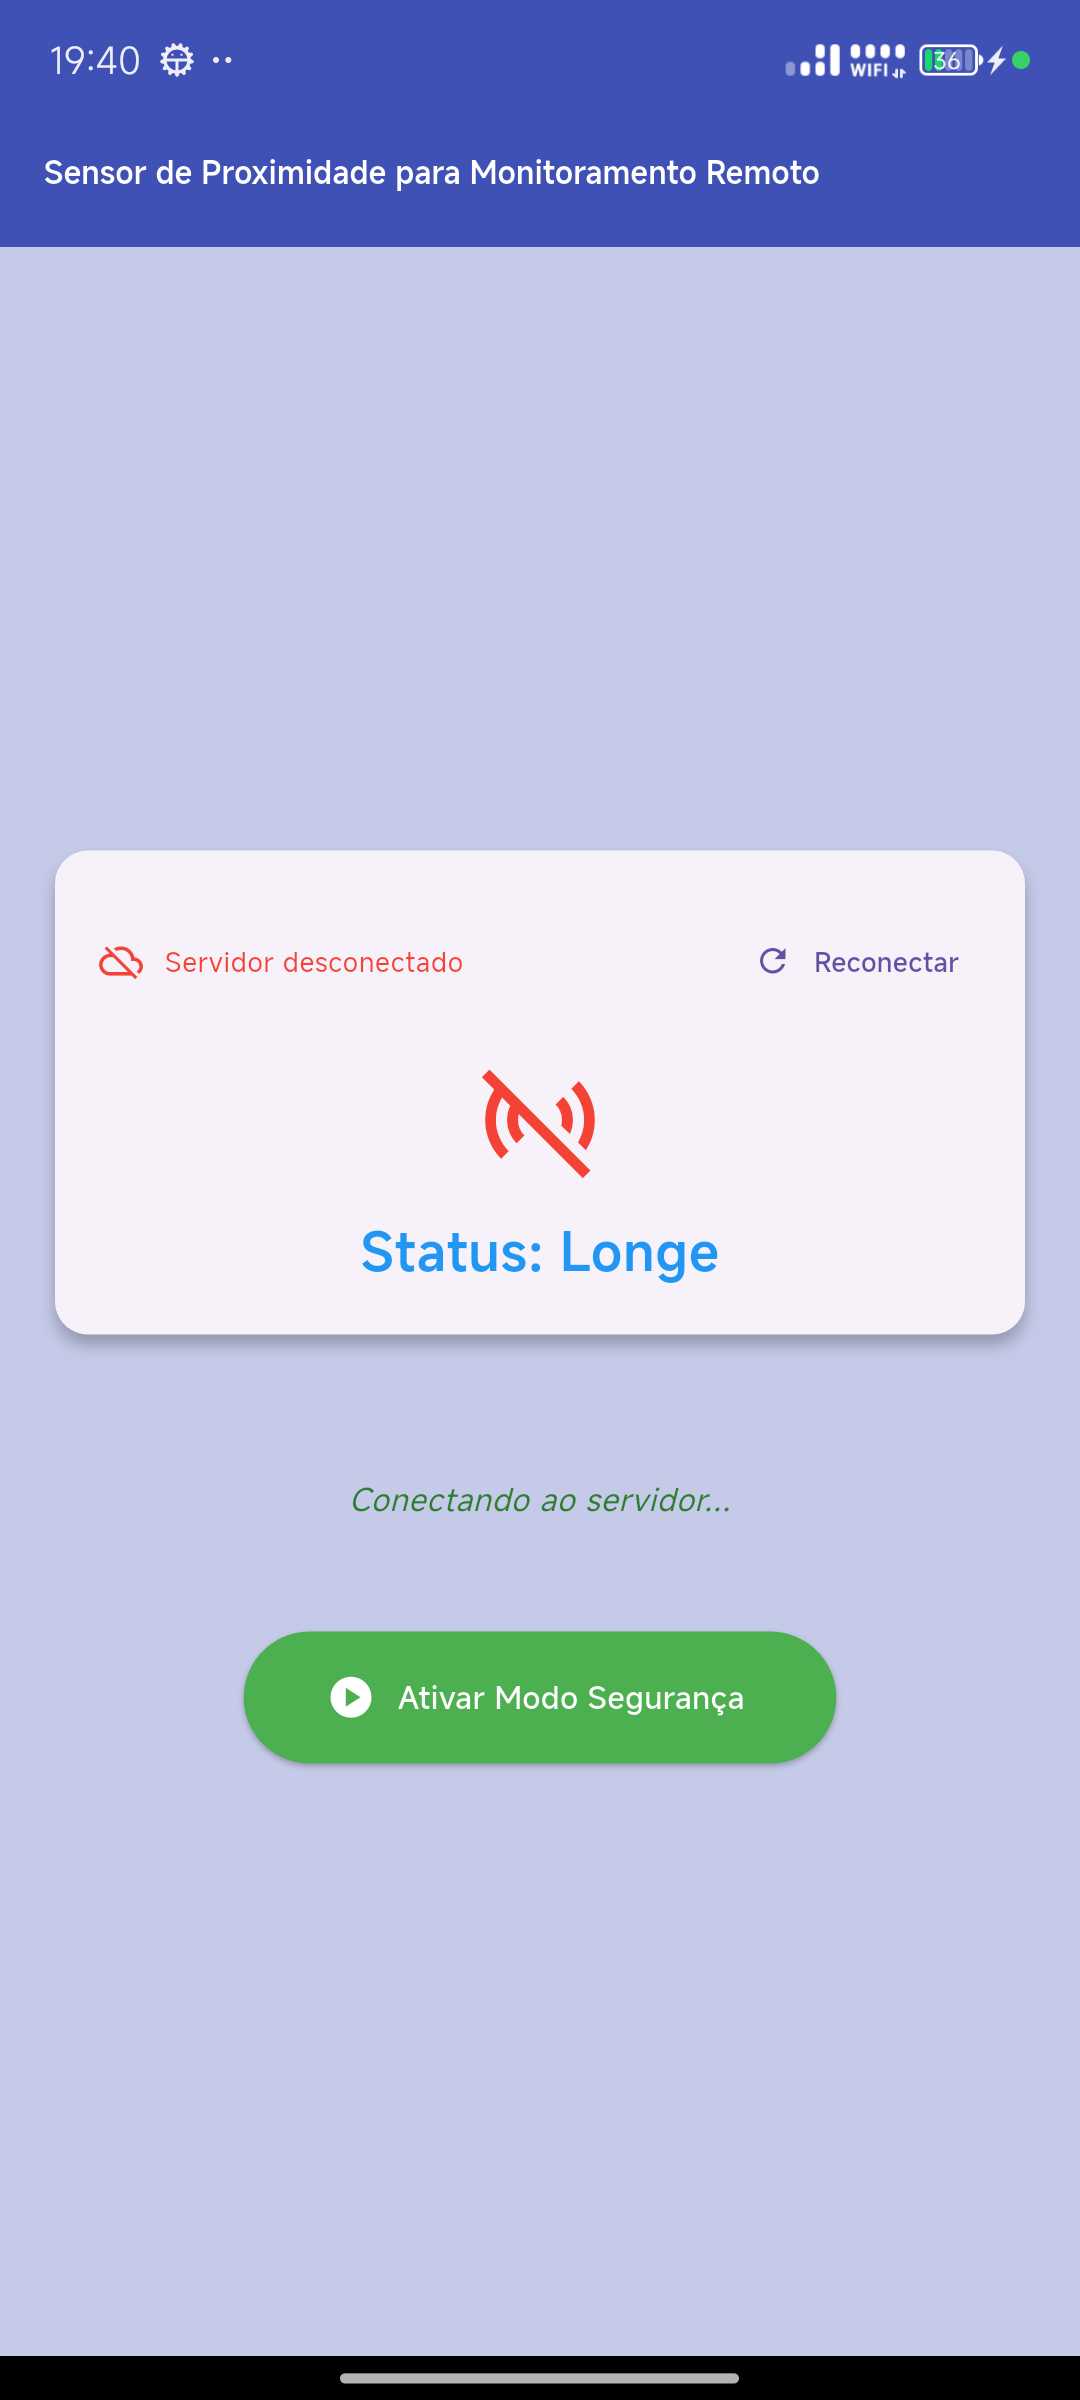 19:40
WIFI
36
Sensor de Proximidade para Monitoramento Remoto
Servidor desconectado
Reconectar
Status: Longe
Conectando ao servidor...
Ativar Modo Segurança